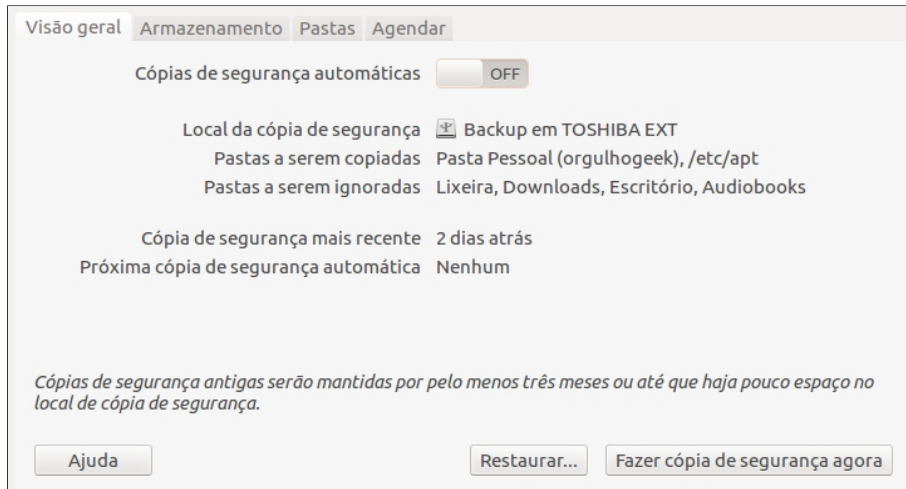 Visão geral Armazenamento Pastas Agendar
Cópias de segurança automáticas OFF
Local da cópia de segurança Backup em TOSHIBA EXT
Pastas a serem copiadas Pasta Pessoal (orgulhogeek), /etc/apt
Pastas a serem ignoradas Lixeira, Downloads, Escritório, Audiobooks
Cópia de segurança mais recente 2 dias atrás
Próxima cópia de segurança automática Nenhum
Cópias de segurança antigas serão mantidas por pelo menos três meses ou até que haja pouco espaço no
local de cópia de segurança.
Ajuda Restaurar... Fazer cópia de segurança agora